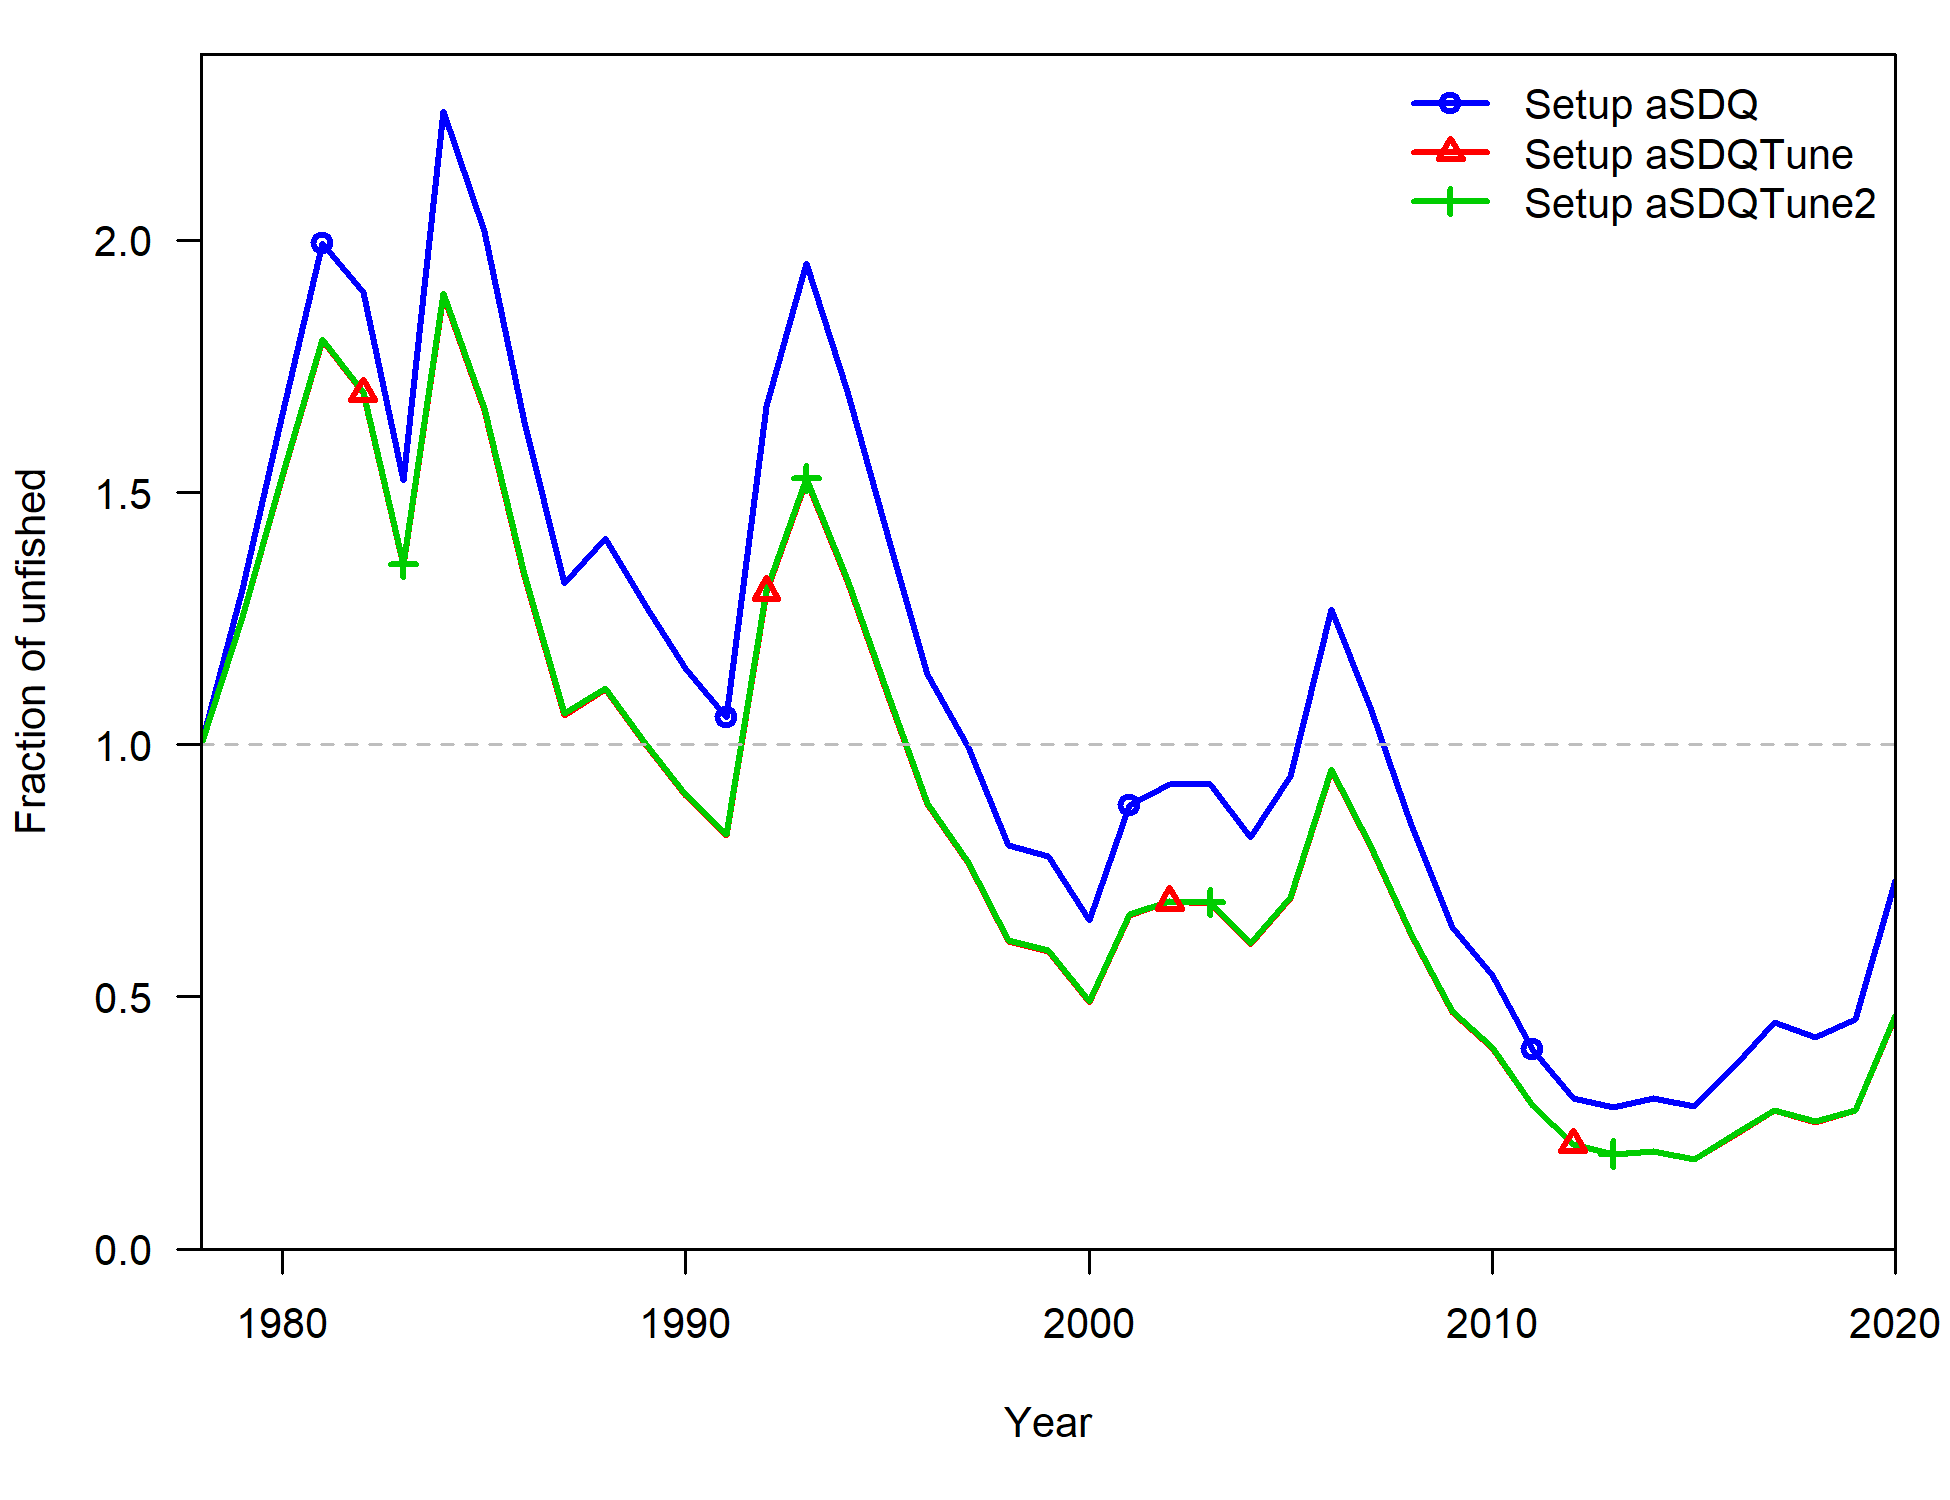 Setup aSDQ
Setup aSDQTune
Setup aSDQTune2
Fraction of unfished
2.0
1.5
1.0
0.5
0.0
1980 1990 2000 2010 2020
Year